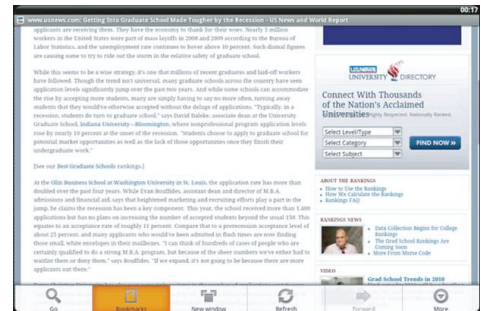 00:17
www.usnews.com: Getting Into Graduate School Made Tougher by the Recession - US News and World Report
applicants are receiving them. They have the economy to thank for their woes. Nearly 3 million
workers in the United States were part of mass layoffs in 2008 and 2009 according to the Bureau of
Labor Statistics, and the unemployment rate continues to hover above 10 percent. Such dismal figures
are causing some to try to ride out the storm in the relative safety of graduate school.
While this seems to be a wise strategy, it's one that millions of recent graduates and laid-off workers
have followed. Though the trend isn't universal, many graduate schools across the country have seen
application levels significantly jump over the past two years. And while some schools can accommodate
the rise by accepting more students, many are simply having to say no more often, turning away
students that they would've otherwise accepted without the deluge of applications. "Typically, in a
recession, students do turn to graduate school," says David Daleke, associate dean at the University
Graduate School, Indiana University—Bloomington, where nonprofessional program application levels
rose by nearly 10 percent at the onset of the recession. "Students choose to apply to graduate school for
potential market opportunities as well as the lack of those opportunities once they finish their
undergraduate work."
[See our Best Graduate Schools rankings.]
At the Olin Business School at Washington University in St. Louis, the application rate has more than
doubled over the past four years. While Evan Bouffides, assistant dean and director of M.B.A.
admissions and financial aid, says that heightened marketing and recruiting efforts play a part in the
jump, he claims the recession has been a key component. This year, the school received more than 1,400
applications but has no plans on increasing the number of accepted students beyond the usual 150. This
equates to an acceptance rate of roughly 11 percent. Compare that to a prerecession acceptance level of
about 25 percent, and many applicants who would've been admitted in flush times are now finding
those small, white envelopes in their mailboxes. "I can think of hundreds of cases of people who are
certainly qualified to do a strong M.B.A. program, but because of the sheer numbers we've either had to
waitlist them or deny them," says Bouffides. "If we expand, it's not going to be because there are more
applicants out there."
UNIVERSITY DIRECTORY
Connect With Thousands
of the Nation's Acclaimed
Universities
Highly Respected. Nationally Ranked.
Select Level/Type
Select Category
Select Subject
FIND NOW »
ABOUT THE RANKINGS
How to Use the Rankings
How We Calculate the Rankings
Rankings FAQ
RANKINGS NEWS
Data Collection Begins for College
Rankings
The Grad School Rankings Are
Coming Soon
More From Morse Code
VIDEO
Grad School Trends in 2010
Go
Bookmarks
New window
Refresh
Forward
More